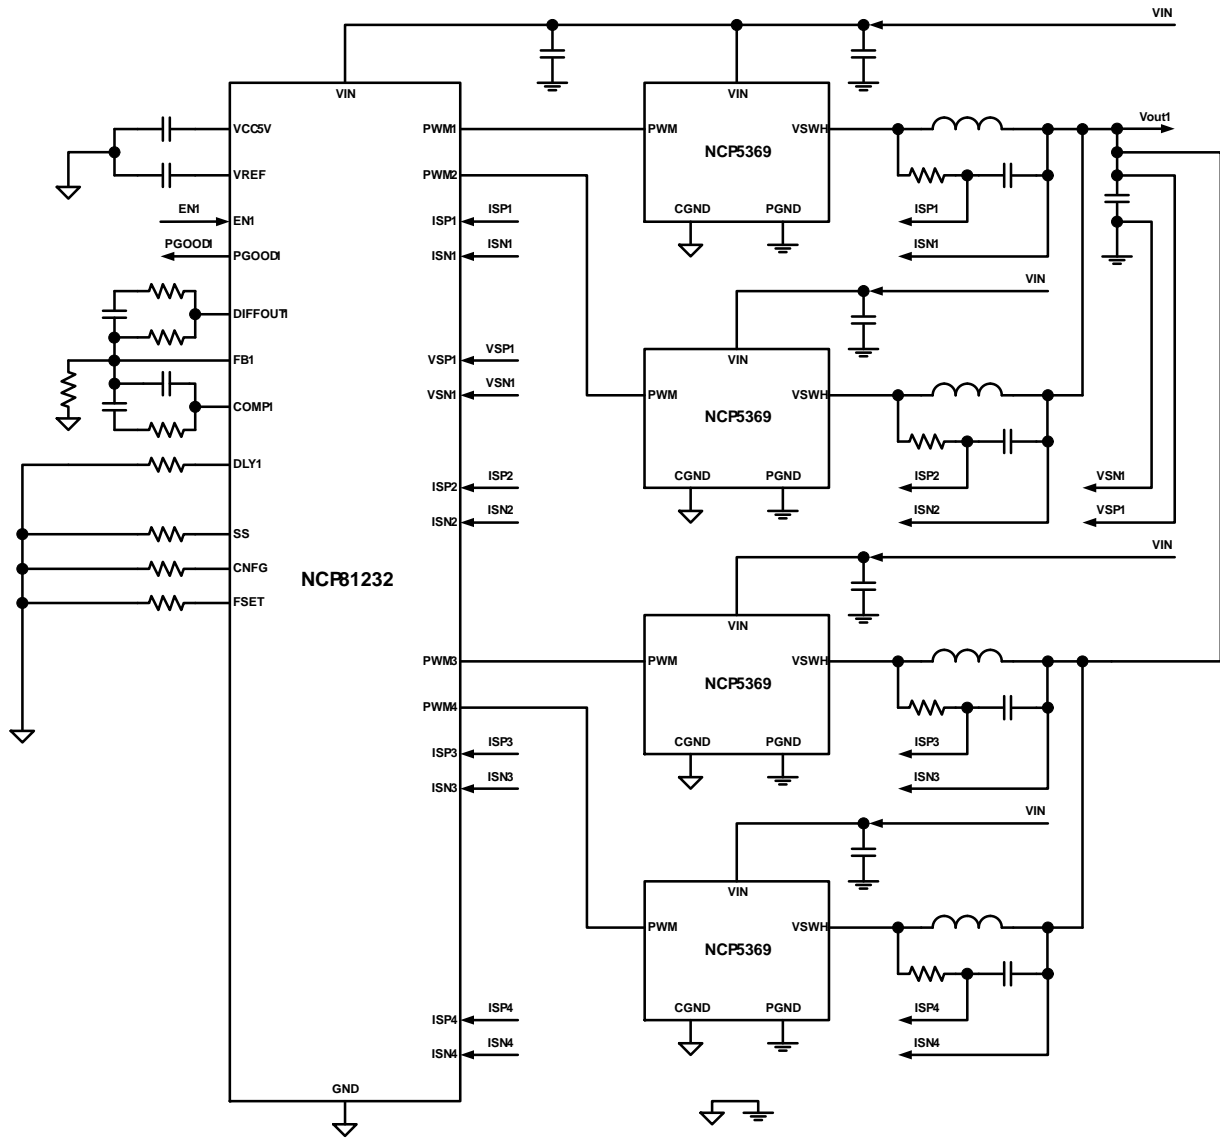 VIN
VIN
VIN
VCC5V
PWM1
PWM
VSWH
Vout1
NCP5369
VREF
PWM2
EN1
EN1
ISP1
ISP1
CGND
PGND
ISP1
PGOOD1
PGOOD1
ISN1
ISN1
ISN1
VIN
DIFFOUT1
VIN
FB1
VSP1
VSP1
VSN1
VSN1
PWM
VSWH
COMP1
NCP5369
DLY1
ISP2
ISP2
CGND
PGND
ISP2
VSN1
ISN2
ISN2
ISN2
VSP1
SS
VIN
CNFG
NCP81232
FSET
VIN
PWM3
PWM
VSWH
NCP5369
PWM4
ISP3
ISP3
CGND
PGND
ISP3
ISN3
ISN3
ISN3
VIN
VIN
PWM
VSWH
NCP5369
ISP4
ISP4
CGND
PGND
ISP4
ISN4
ISN4
ISN4
GND